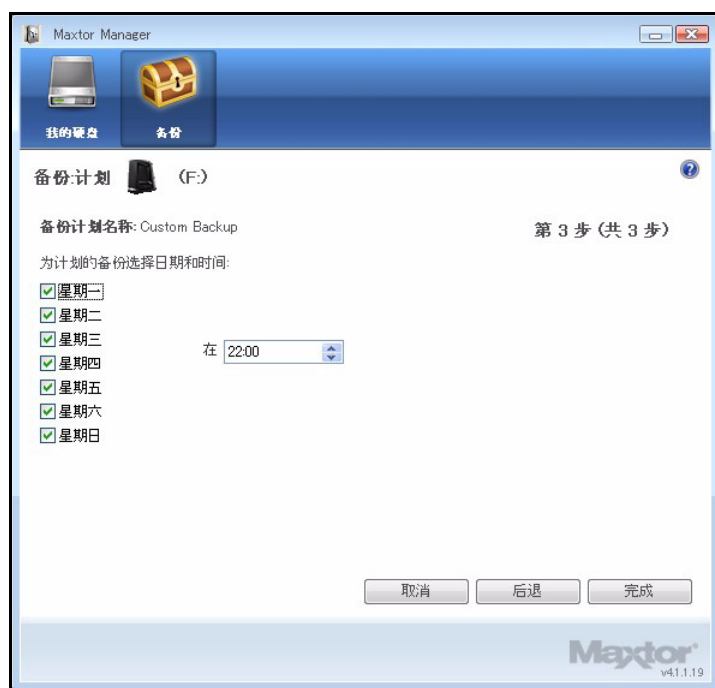 Maxtor Manager
我的硬盘
备份
备份:计划 (F:)
备份计划名称: Custom Backup
第 3 步 (共 3 步)
为计划的备份选择日期和时间:
星期一
星期二
星期三
在 22:00
星期四
星期五
星期六
星期日
取消 后退 完成
Maxtor
v4.1.1.19